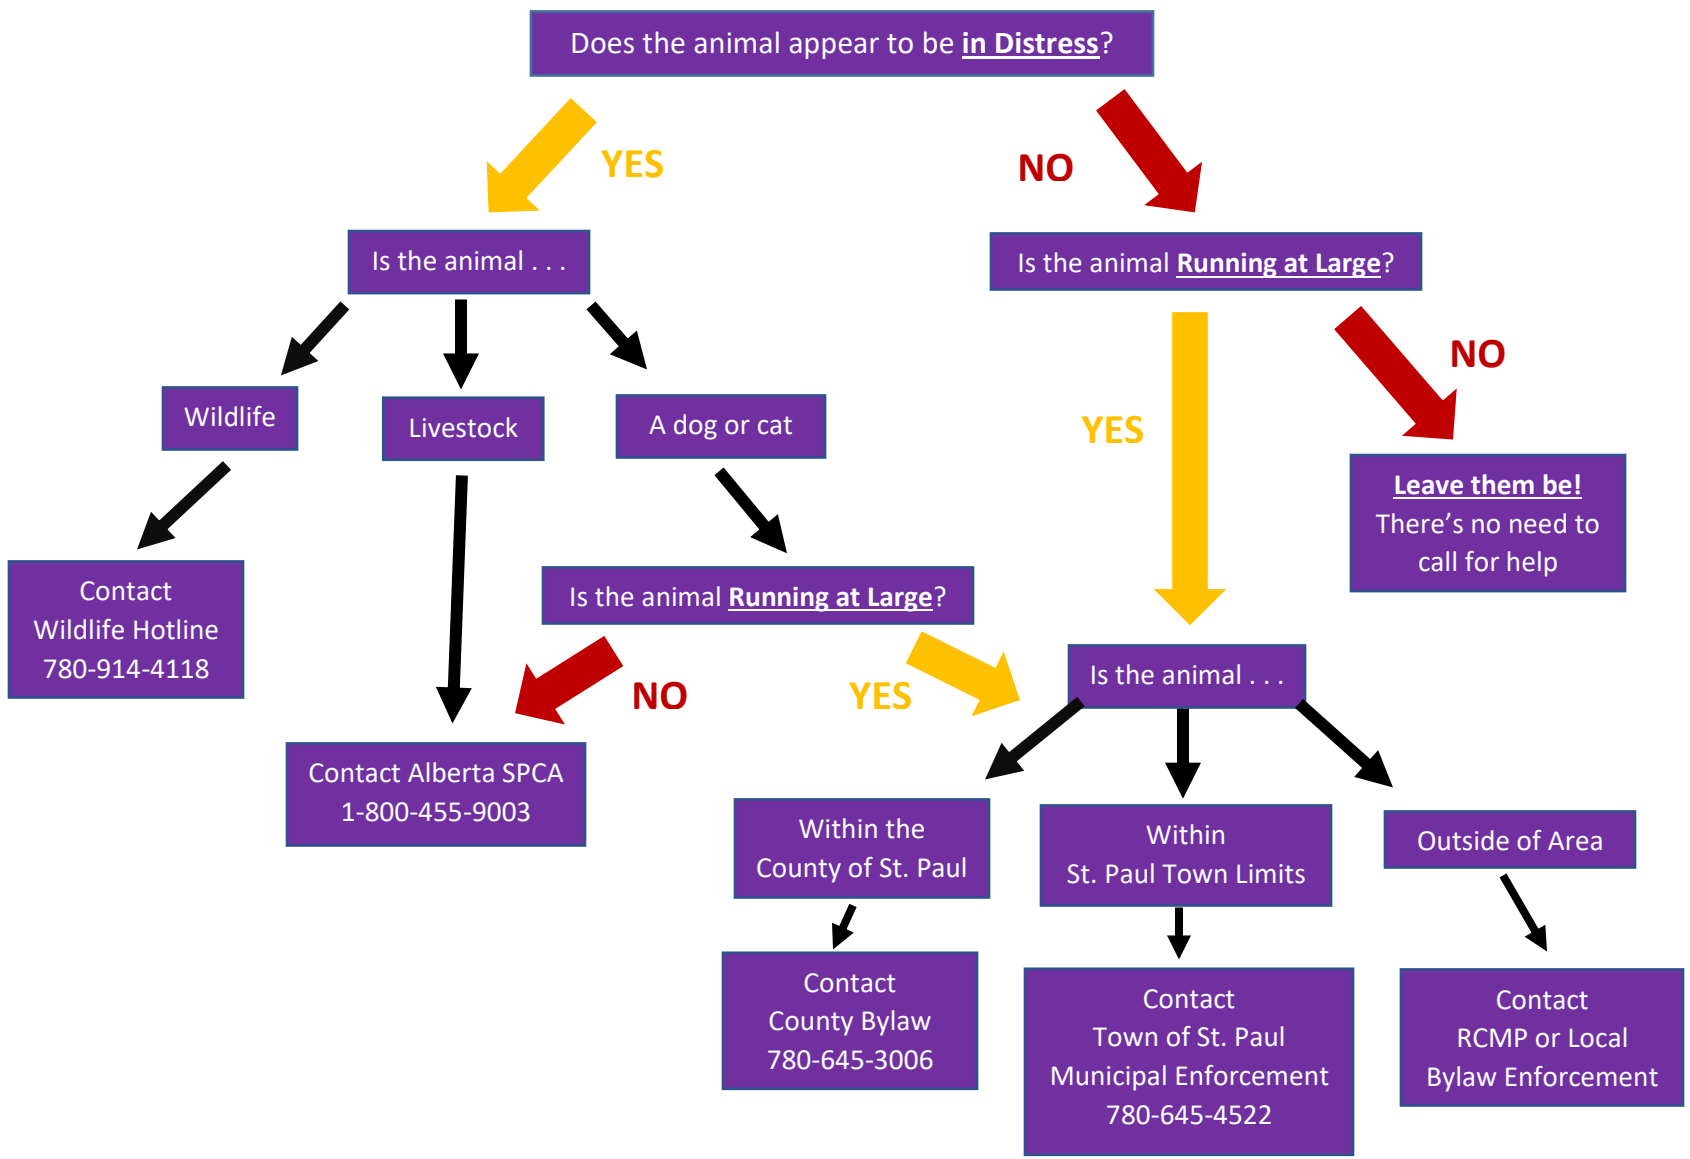 Does the animal appear to be in Distress?
YES
NO
Is the animal . . .
Is the animal Running at Large?
Wildlife
Livestock
A dog or cat
YES
NO
Leave them be!
There’s no need to
call for help
Contact
Wildlife Hotline
780-914-4118
Is the animal Running at Large?
NO
YES
Is the animal . . .
Contact Alberta SPCA
1-800-455-9003
Within the
County of St. Paul
Within
St. Paul Town Limits
Outside of Area
Contact
County Bylaw
780-645-3006
Contact
Town of St. Paul
Municipal Enforcement
780-645-4522
Contact
RCMP or Local
Bylaw Enforcement